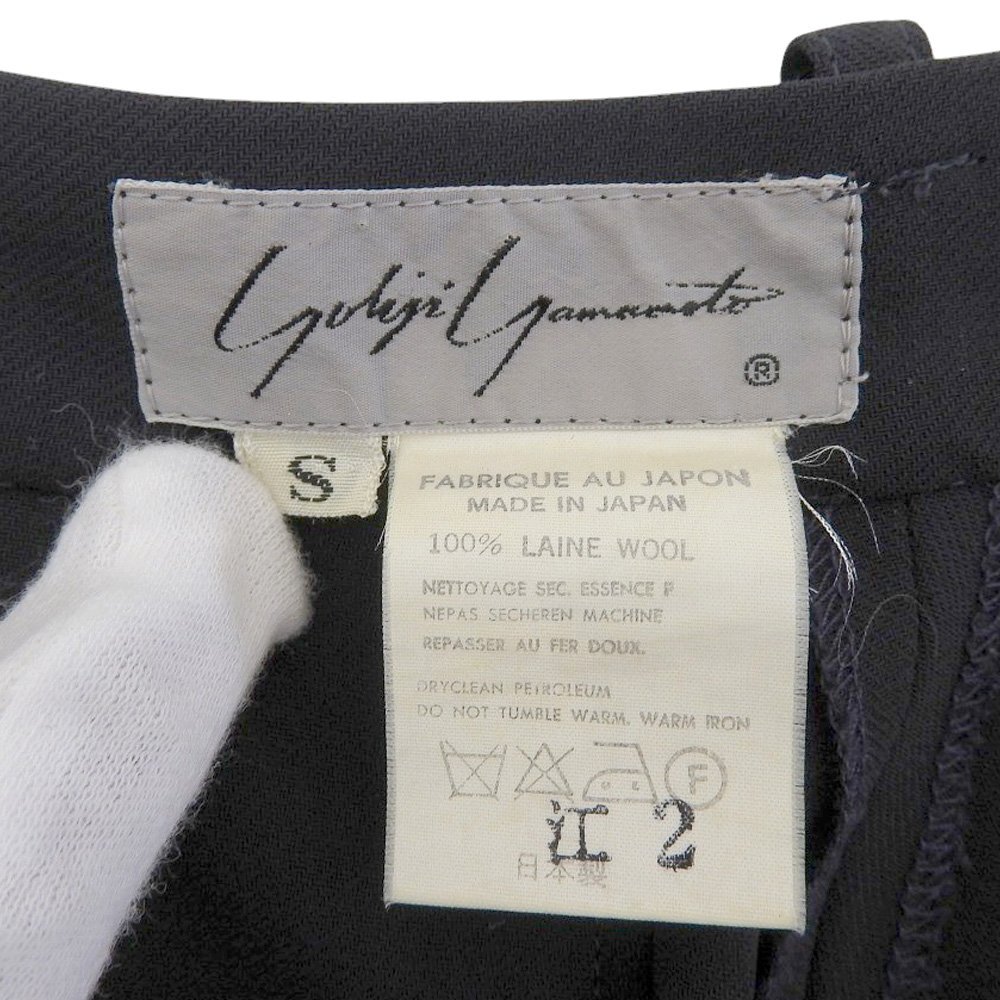 Yohji Yamamoto
®
S
FABRIQUE AU JAPON
MADE IN JAPAN
100% LAINE WOOL
NETTOYAGE SEC. ESSENCE P
NEPAS SECHEREN MACHINE
REPASSER AU FER DOUX.
DRYCLEAN PETROLEUM
DO NOT TUMBLE WARM. WARM IRON
F
江 2
日本製